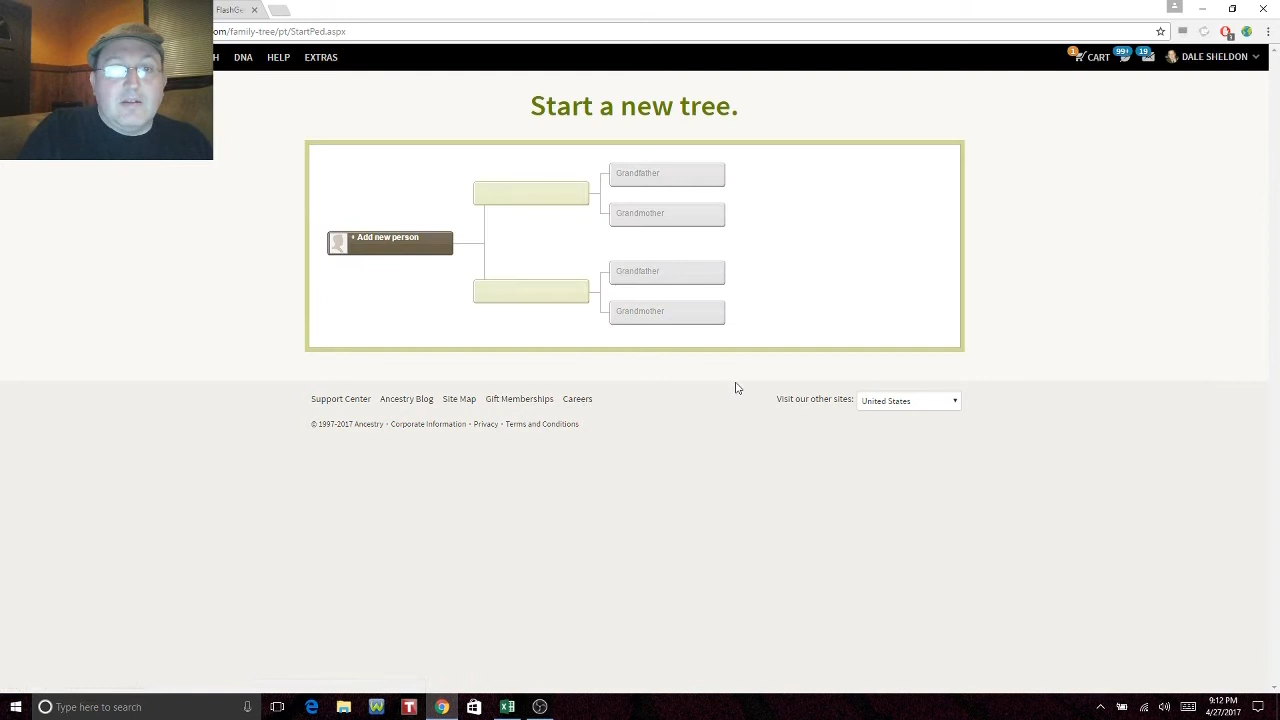 FlashGe
.com/family-tree/pt/StartPed.aspx
H DNA HELP EXTRAS 1 CART 99+ 19 DALE SHELDON
Start a new tree.
Grandfather
Grandmother
+ Add new person
Grandfather
Grandmother
Support Center Ancestry Blog Site Map Gift Memberships Careers Visit our other sites: United States
© 1997-2017 Ancestry • Corporate Information • Privacy • Terms and Conditions
Type here to search
9:12 PM
4/27/2017